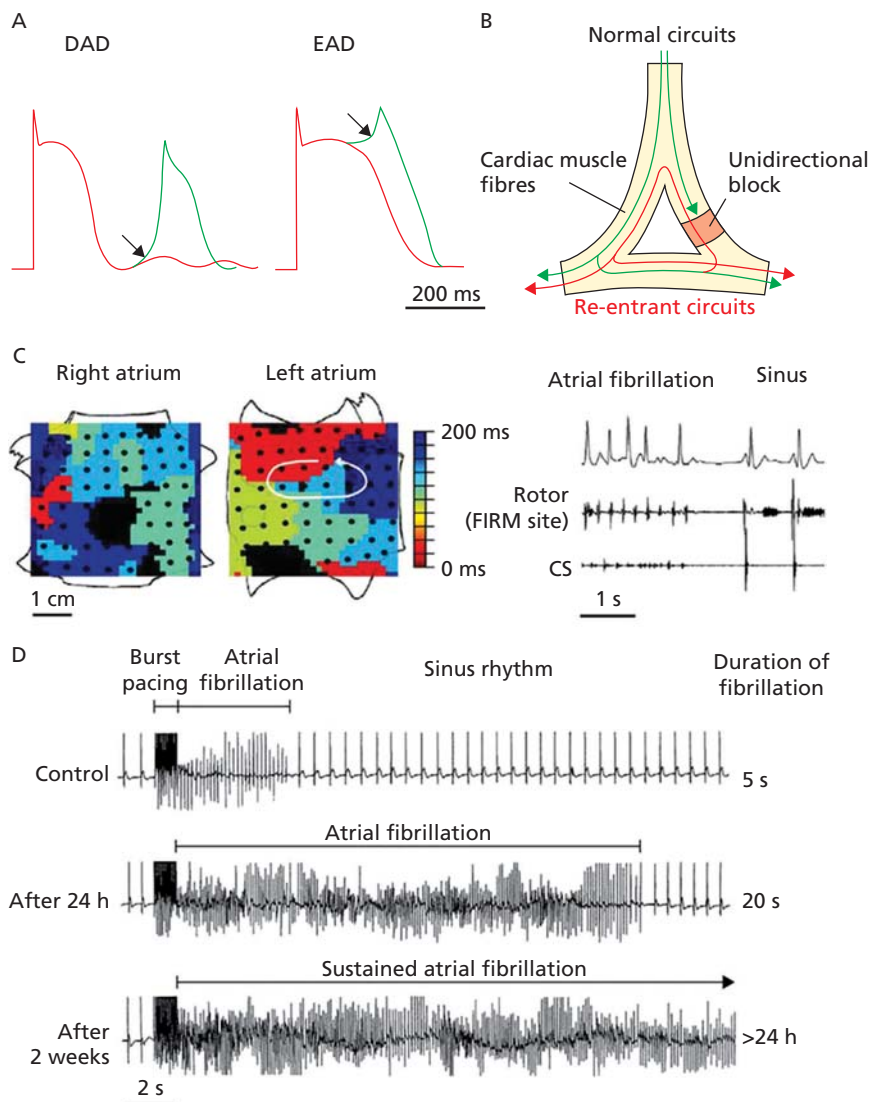 A
DAD
EAD
200 ms
B
Normal circuits
Cardiac muscle
fibres
Unidirectional
block
Re-entrant circuits
C
Right atrium
Left atrium
200 ms
0 ms
1 cm
Atrial fibrillation
Sinus
Rotor
(FIRM site)
CS
1 s
D
Burst
pacing
Atrial
fibrillation
Sinus rhythm
Duration of
fibrillation
Control
5 s
Atrial fibrillation
After 24 h
20 s
Sustained atrial fibrillation
After
2 weeks
>24 h
2 s